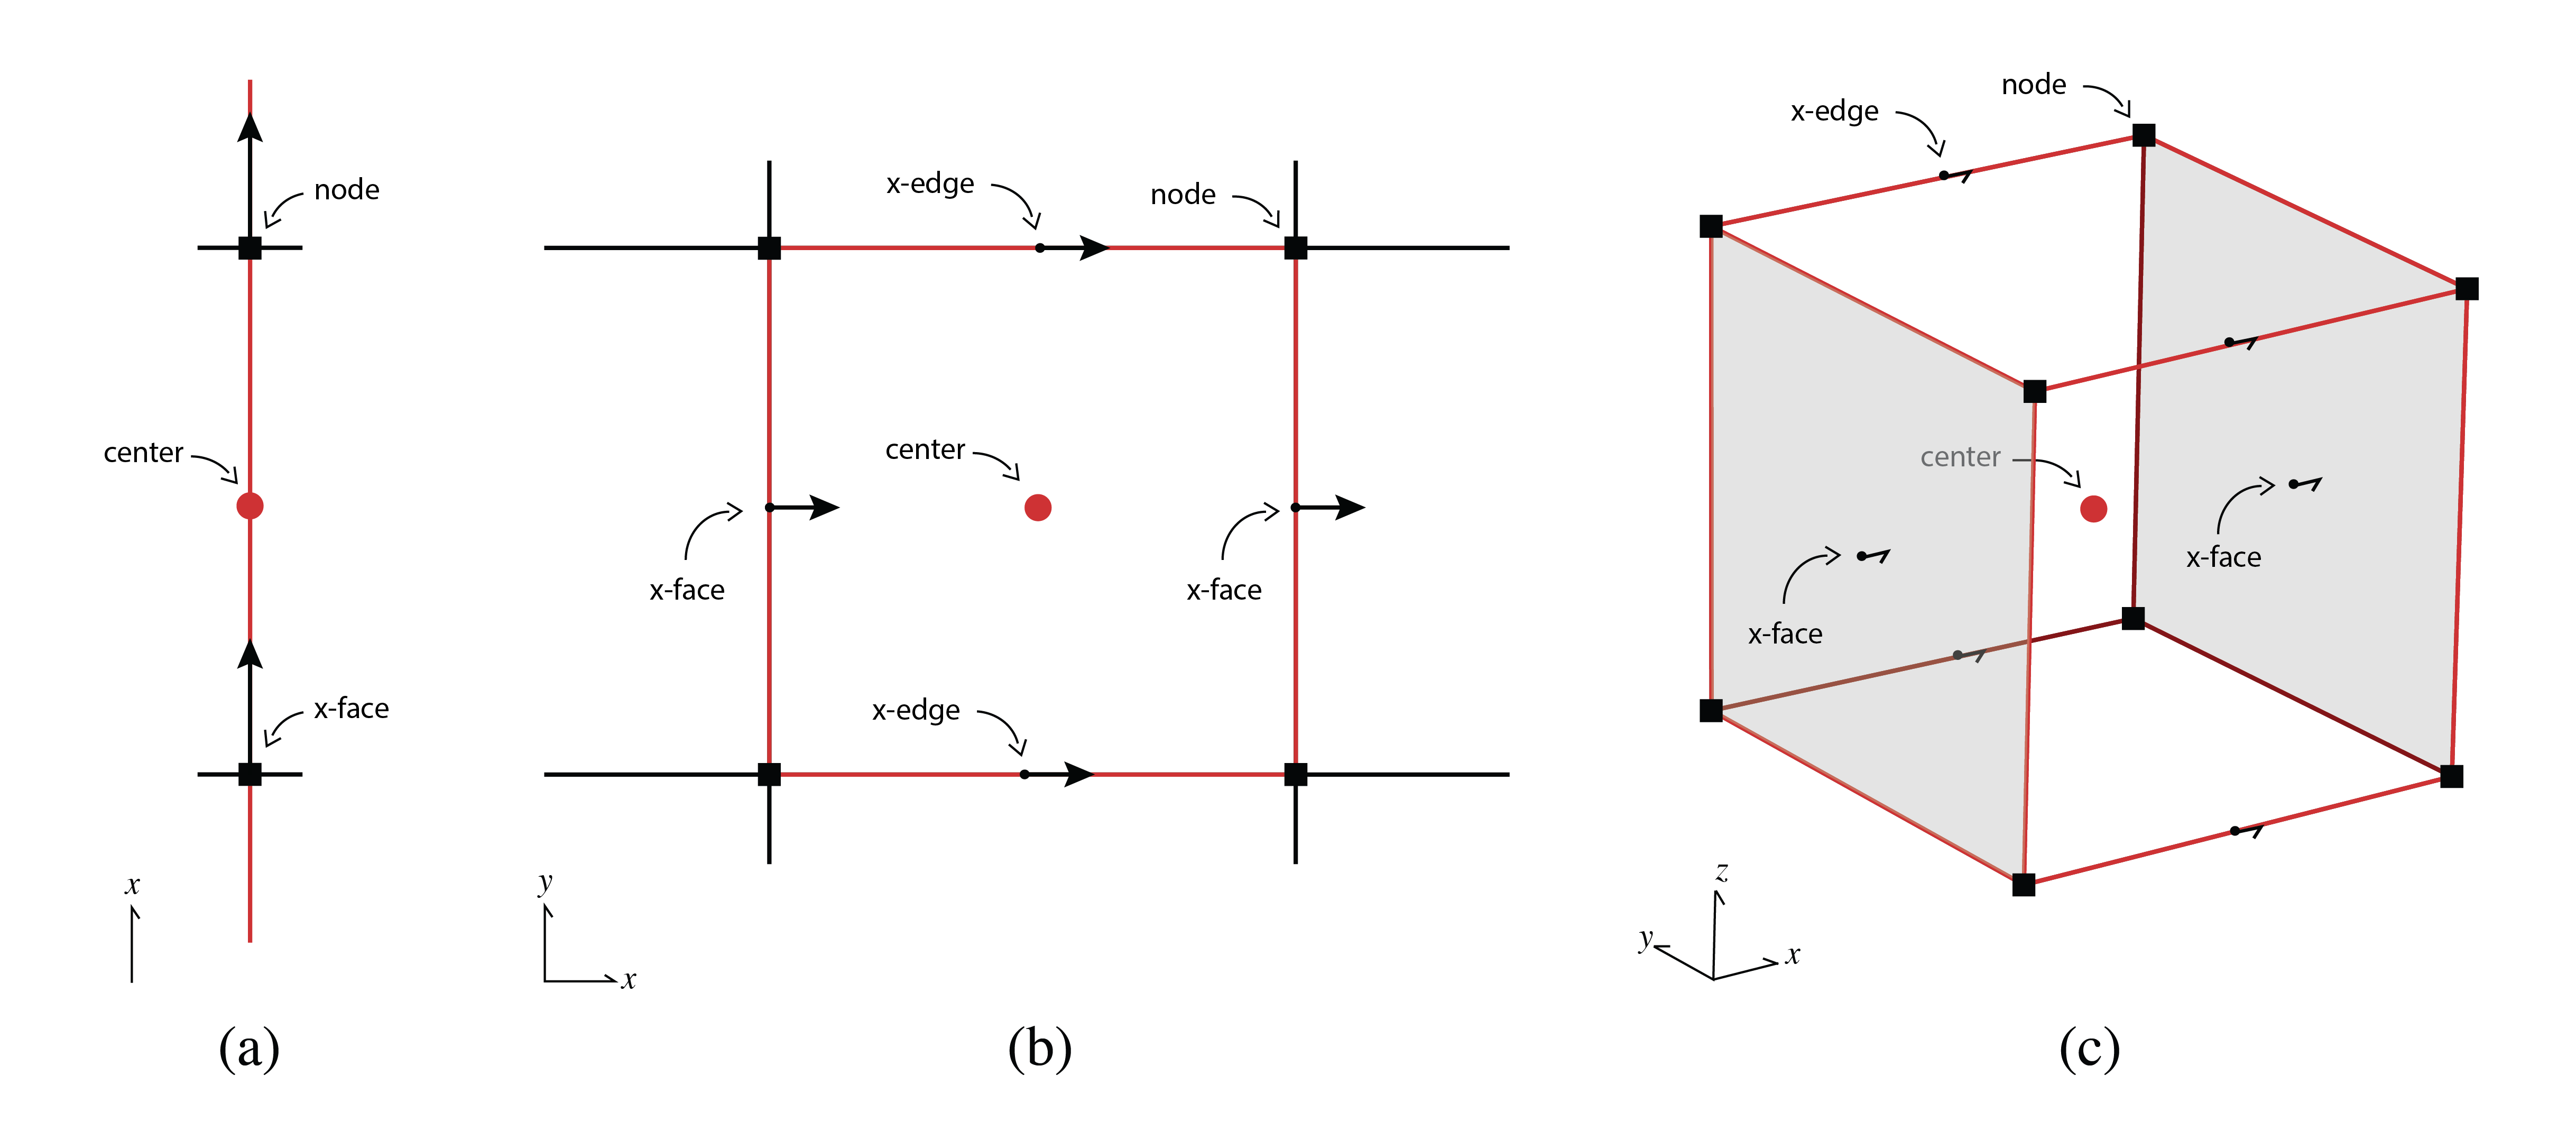 node
center
x-face
x
(a)
x-edge
node
center
x-face
x-face
x-edge
y
x
(b)
node
x-edge
center
x-face
x-face
z
y
x
(c)